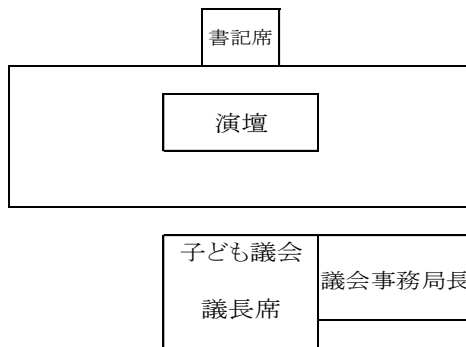 書記席
演壇
子ども議会
議長席
議会事務局長